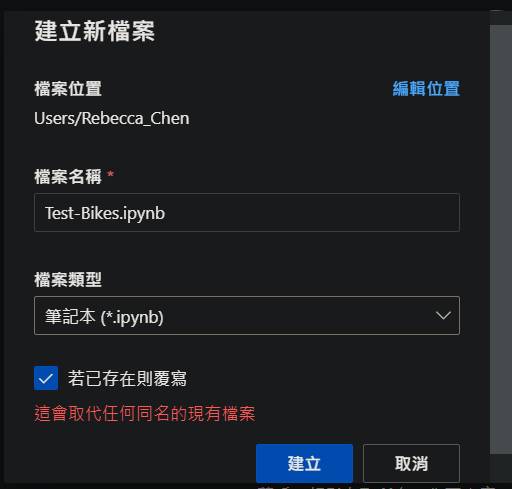 建立新檔案
檔案位置 編輯位置
Users/Rebecca_Chen
檔案名稱 *
Test-Bikes.ipynb
檔案類型
筆記本 (*.ipynb)
若已存在則覆寫
這會取代任何同名的現有檔案
建立 取消